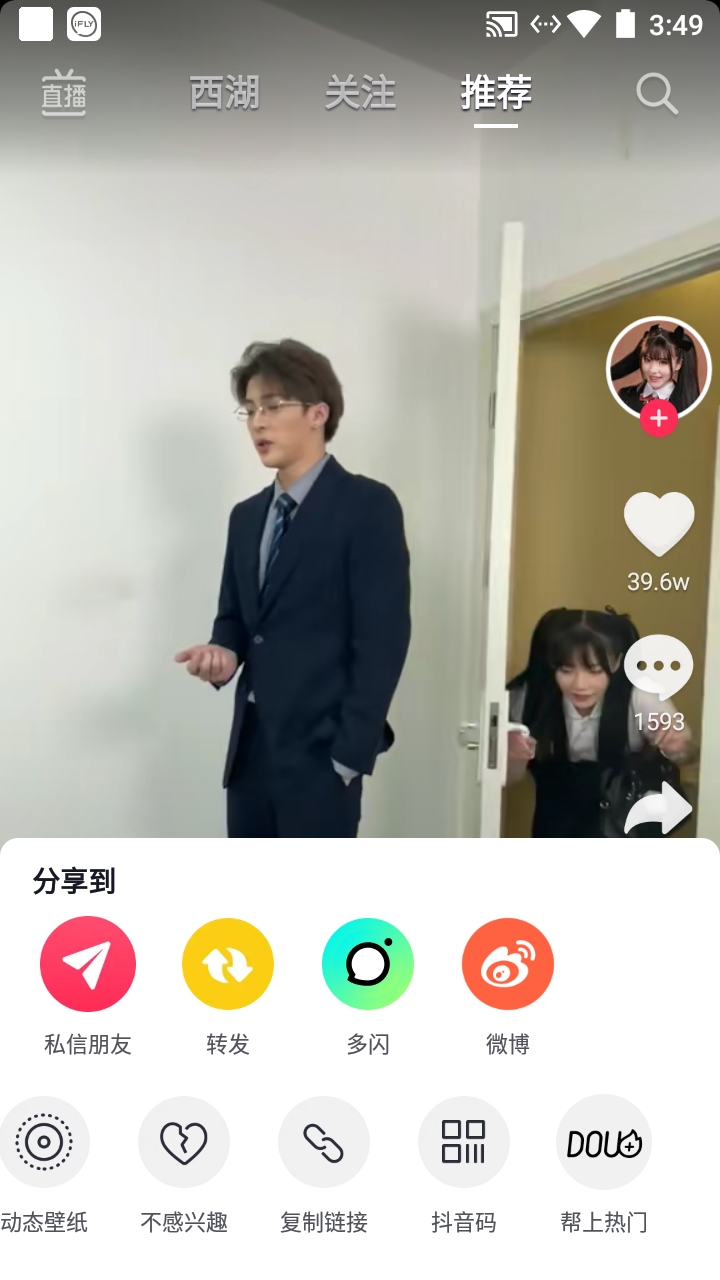 iFLY
3:49
直播
西湖
关注
推荐
39.6w
1593
分享到
私信朋友
转发
多闪
微博
DOU+
动态壁纸
不感兴趣
复制链接
抖音码
帮上热门